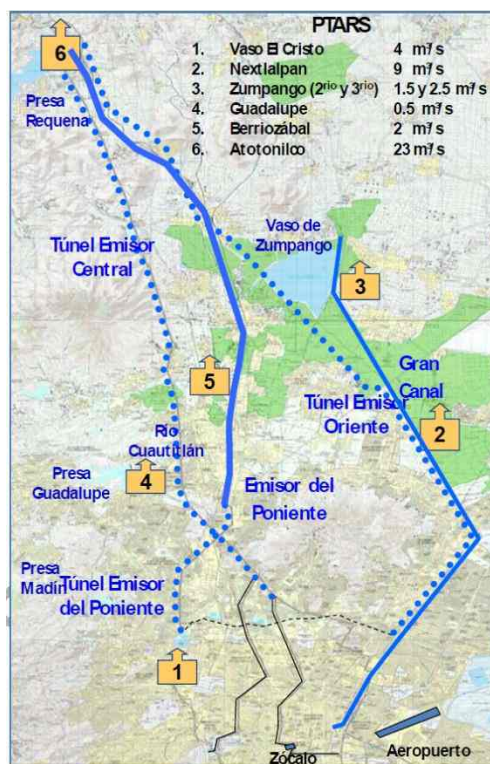 PTARS
1. Vaso El Cristo 4 m³/s
2. Nextlalpan 9 m³/s
3. Zumpango (2rio y 3rio) 1.5 y 2.5 m³/s
4. Guadalupe 0.5 m³/s
5. Berriozábal 2 m³/s
6. Atotonilco 23 m³/s
6
Presa
Requena
Túnel Emisor
Central
Vaso de
Zumpango
3
Gran
Canal
5
Túnel Emisor
Oriente
2
Río
Cuautitlán
4
Presa
Guadalupe
Emisor del
Poniente
Presa
Madín
Túnel Emisor
del Poniente
1
Zócalo
Aeropuerto